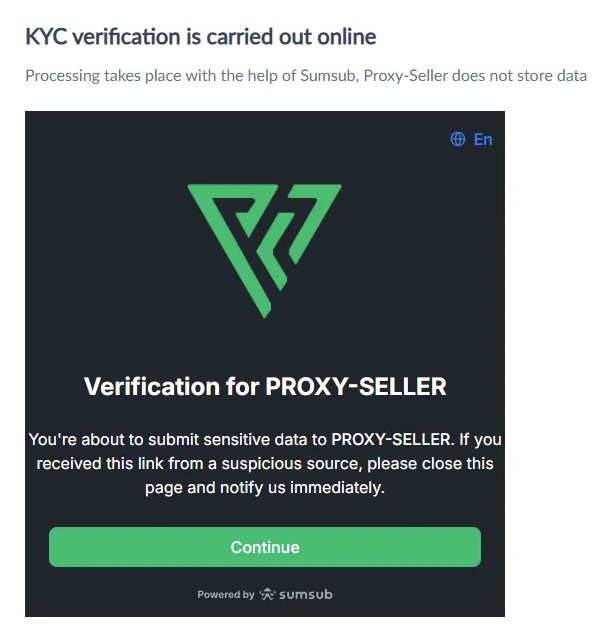 KYC verification is carried out online
Processing takes place with the help of Sumsub, Proxy-Seller does not store data
En
Verification for PROXY-SELLER
You're about to submit sensitive data to PROXY-SELLER. If you
received this link from a suspicious source, please close this
page and notify us immediately.
Continue
Powered by sumsub